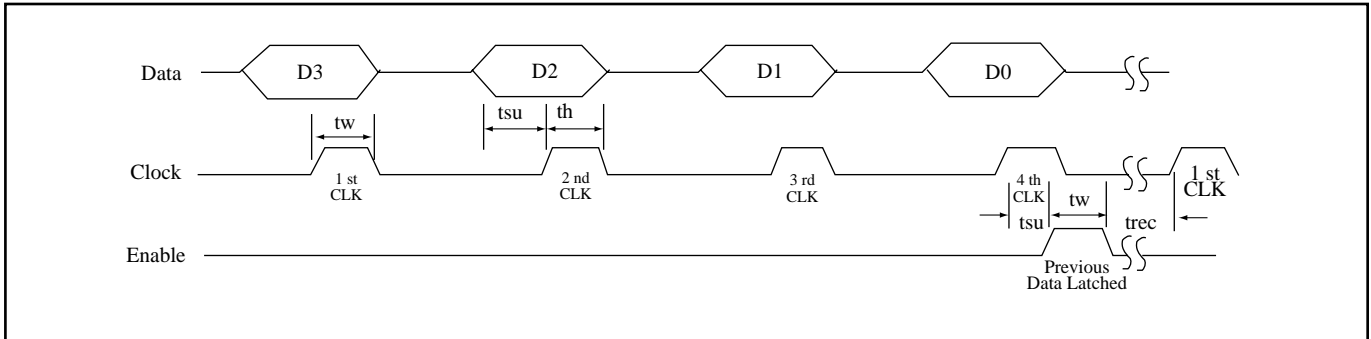 Data D3 D2 D1 D0
tsu th
tw
Clock
1 st
CLK
2 nd
CLK
3 rd
CLK
4 th
CLK
1 st
CLK
tsu tw trec
Enable
Previous
Data Latched